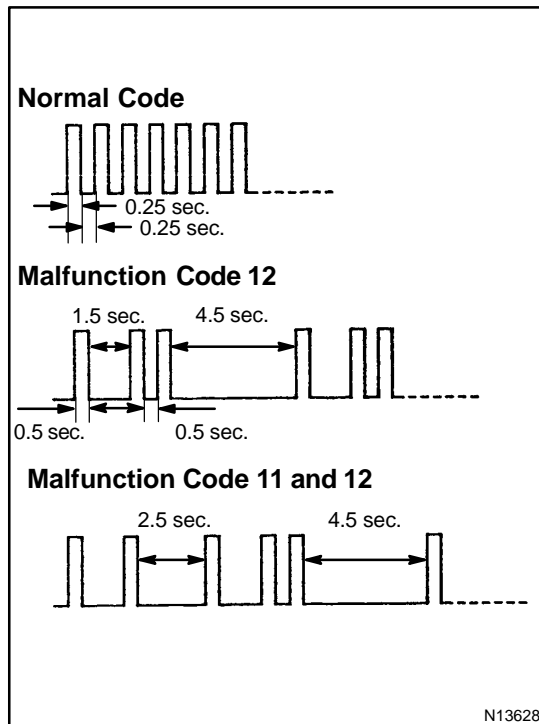 Normal Code
0.25 sec.
0.25 sec.
Malfunction Code 12
1.5 sec. 4.5 sec.
0.5 sec. 0.5 sec.
Malfunction Code 11 and 12
2.5 sec. 4.5 sec.
N13628